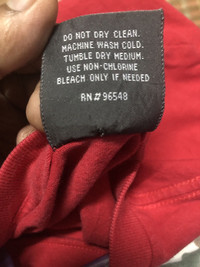 DO NOT DRY CLEAN.
MACHINE WASH COLD.
TUMBLE DRY MEDIUM.
USE NON-CHLORINE
BLEACH ONLY IF NEEDED
RN# 96548